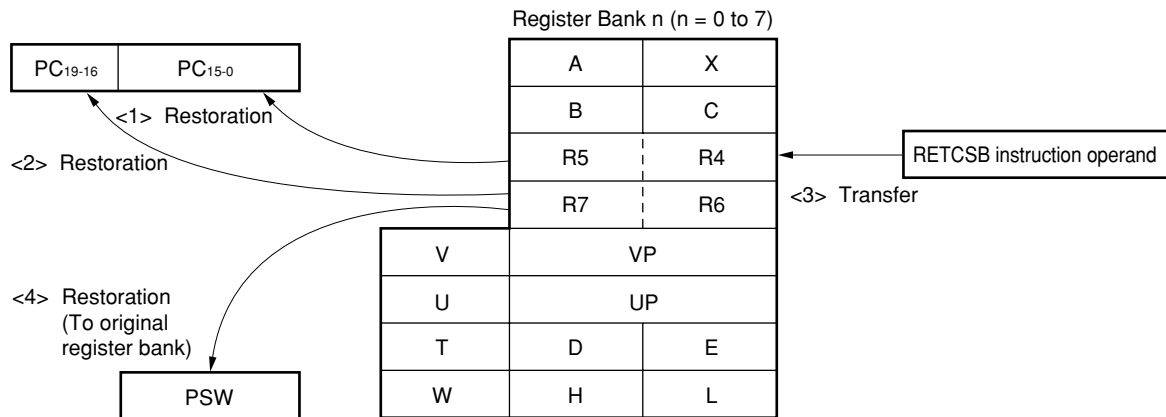 Register Bank n (n = 0 to 7)
PC19-16 PC15-0
A X
<1> Restoration
B C
<2> Restoration
R5 R4
RETCSB instruction operand
<3> Transfer
R7 R6
V VP
<4> Restoration
(To original
register bank)
U UP
T D E
PSW
W H L